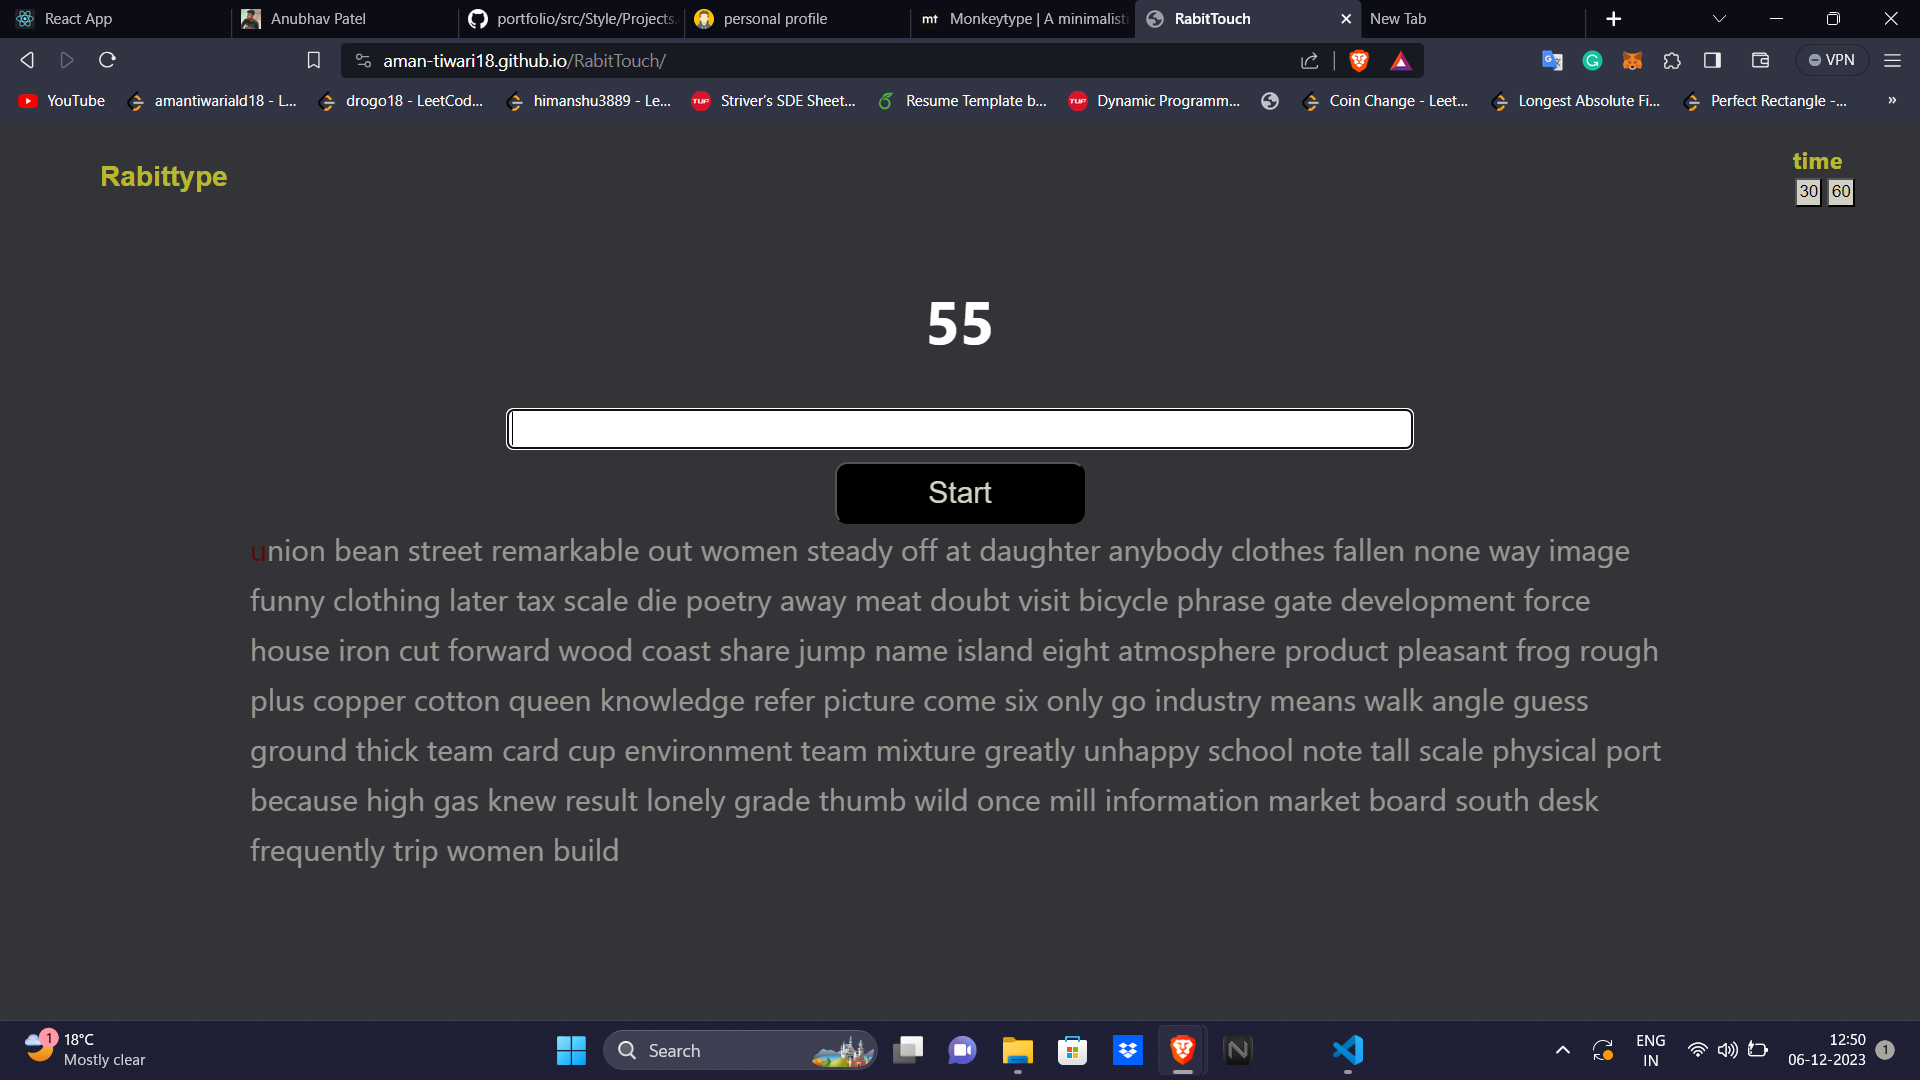 React App
Anubhav Patel
portfolio/src/Style/Projects.
personal profile
mt Monkeytype | A minimalisti
RabitTouch
New Tab
aman-tiwari18.github.io/RabitTouch/
VPN
YouTube
amantiwariald18 - L...
drogo18 - LeetCod...
himanshu3889 - Le...
TUF Striver's SDE Sheet...
Resume Template b...
TUF Dynamic Programm...
Coin Change - Leet...
Longest Absolute Fi...
Perfect Rectangle -...
»
Rabittype
time
30 60
55
Start
union bean street remarkable out women steady off at daughter anybody clothes fallen none way image
funny clothing later tax scale die poetry away meat doubt visit bicycle phrase gate development force
house iron cut forward wood coast share jump name island eight atmosphere product pleasant frog rough
plus copper cotton queen knowledge refer picture come six only go industry means walk angle guess
ground thick team card cup environment team mixture greatly unhappy school note tall scale physical port
because high gas knew result lonely grade thumb wild once mill information market board south desk
frequently trip women build
1
18°C
Mostly clear
Search
N
ENG
IN
12:50
06-12-2023
1